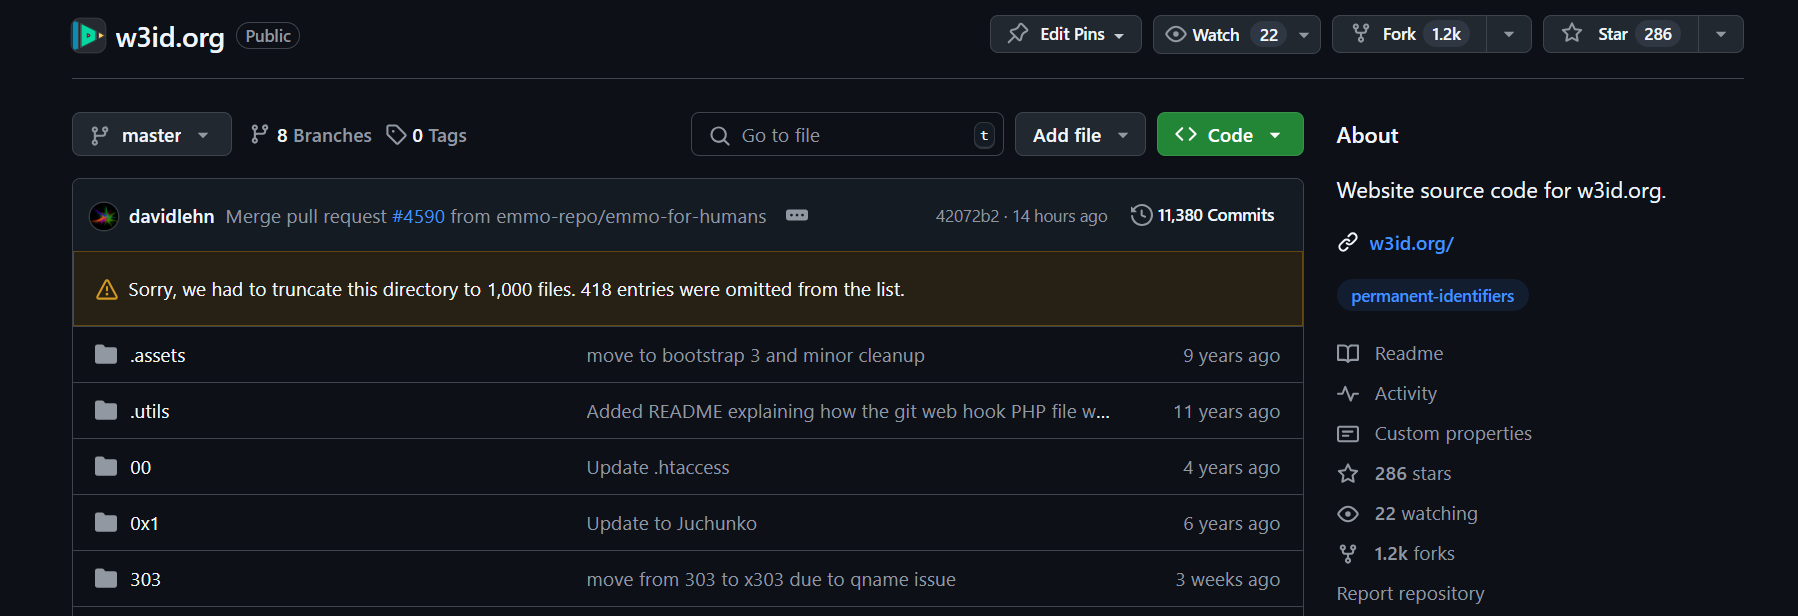 w3id.org Public Edit Pins Watch 22 Fork 1.2k Star 286
master 8 Branches 0 Tags Go to file t Add file Code
davidlehn Merge pull request #4590 from emmo-repo/emmo-for-humans 42072b2 · 14 hours ago 11,380 Commits
Sorry, we had to truncate this directory to 1,000 files. 418 entries were omitted from the list.
.assets move to bootstrap 3 and minor cleanup 9 years ago
.utils Added README explaining how the git web hook PHP file w... 11 years ago
00 Update .htaccess 4 years ago
0x1 Update to Juchunko 6 years ago
303 move from 303 to x303 due to qname issue 3 weeks ago
About
Website source code for w3id.org.
w3id.org/
permanent-identifiers
Readme
Activity
Custom properties
286 stars
22 watching
1.2k forks
Report repository